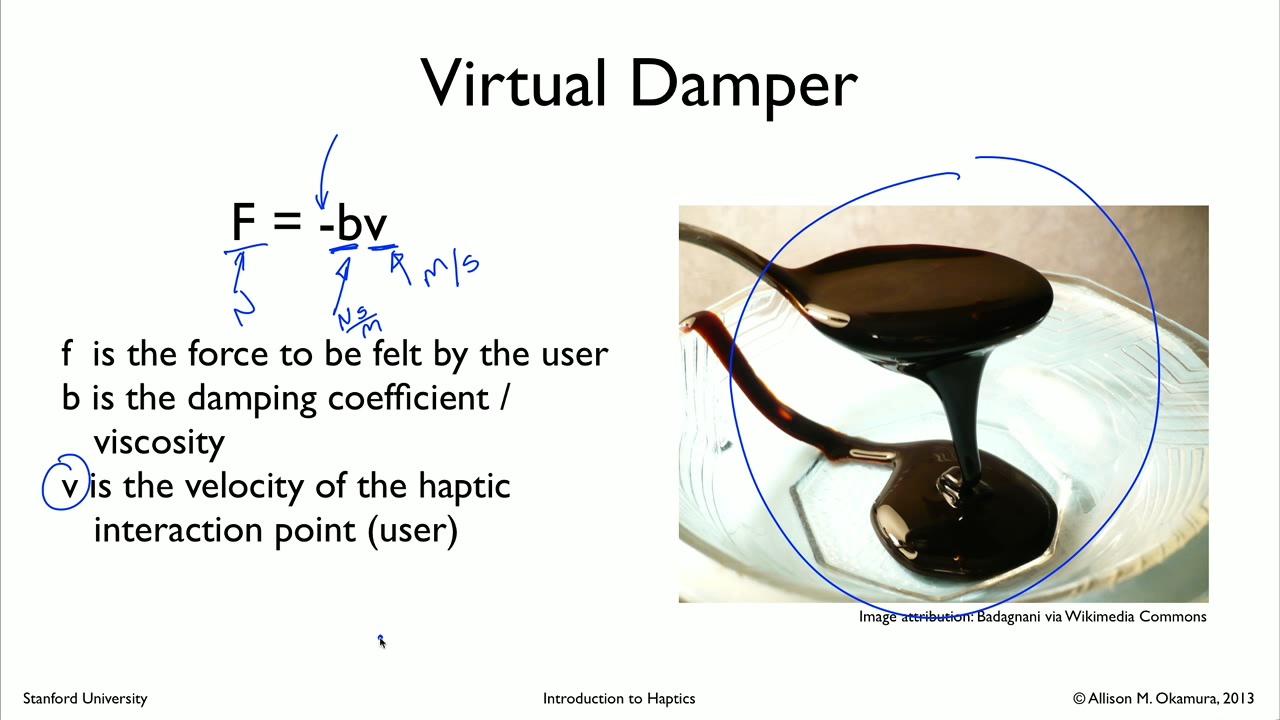 Virtual Damper
F = -bv
M/s
N
Ns/M
f is the force to be felt by the user
b is the damping coefficient /
viscosity
v is the velocity of the haptic
interaction point (user)
Image attribution: Badagnani via Wikimedia Commons
Stanford University
Introduction to Haptics
© Allison M. Okamura, 2013